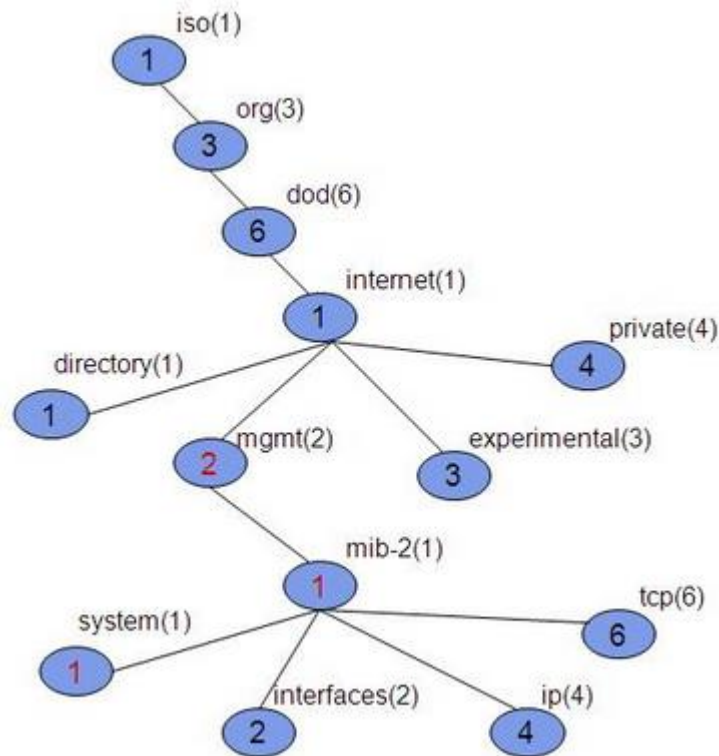 iso(1)
1
org(3)
3
dod(6)
6
internet(1)
1
private(4)
4
directory(1)
1
mgmt(2)
2
experimental(3)
3
mib-2(1)
1
tcp(6)
6
system(1)
1
interfaces(2)
2
ip(4)
4